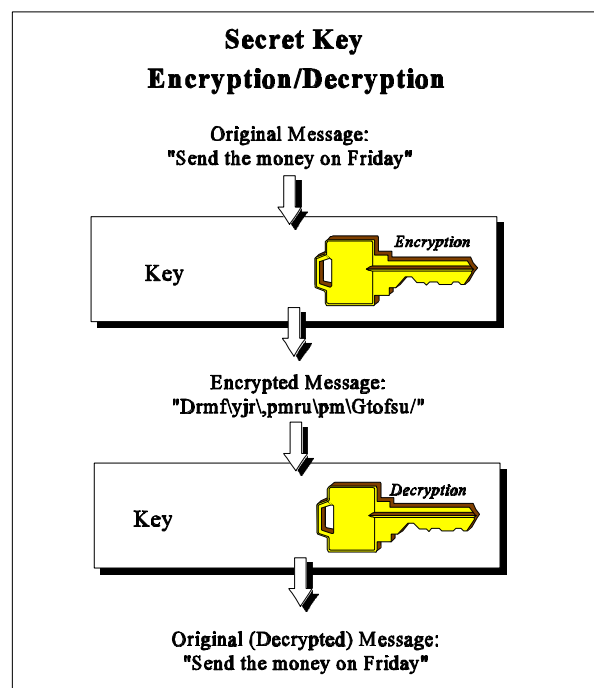 Secret Key
Encryption/Decryption
Original Message:
"Send the money on Friday"
Encryption
Key
Encrypted Message:
"Drmf\yjr\,pmru\pm\Gtofsu/"
Decryption
Key
Original (Decrypted) Message:
"Send the money on Friday"